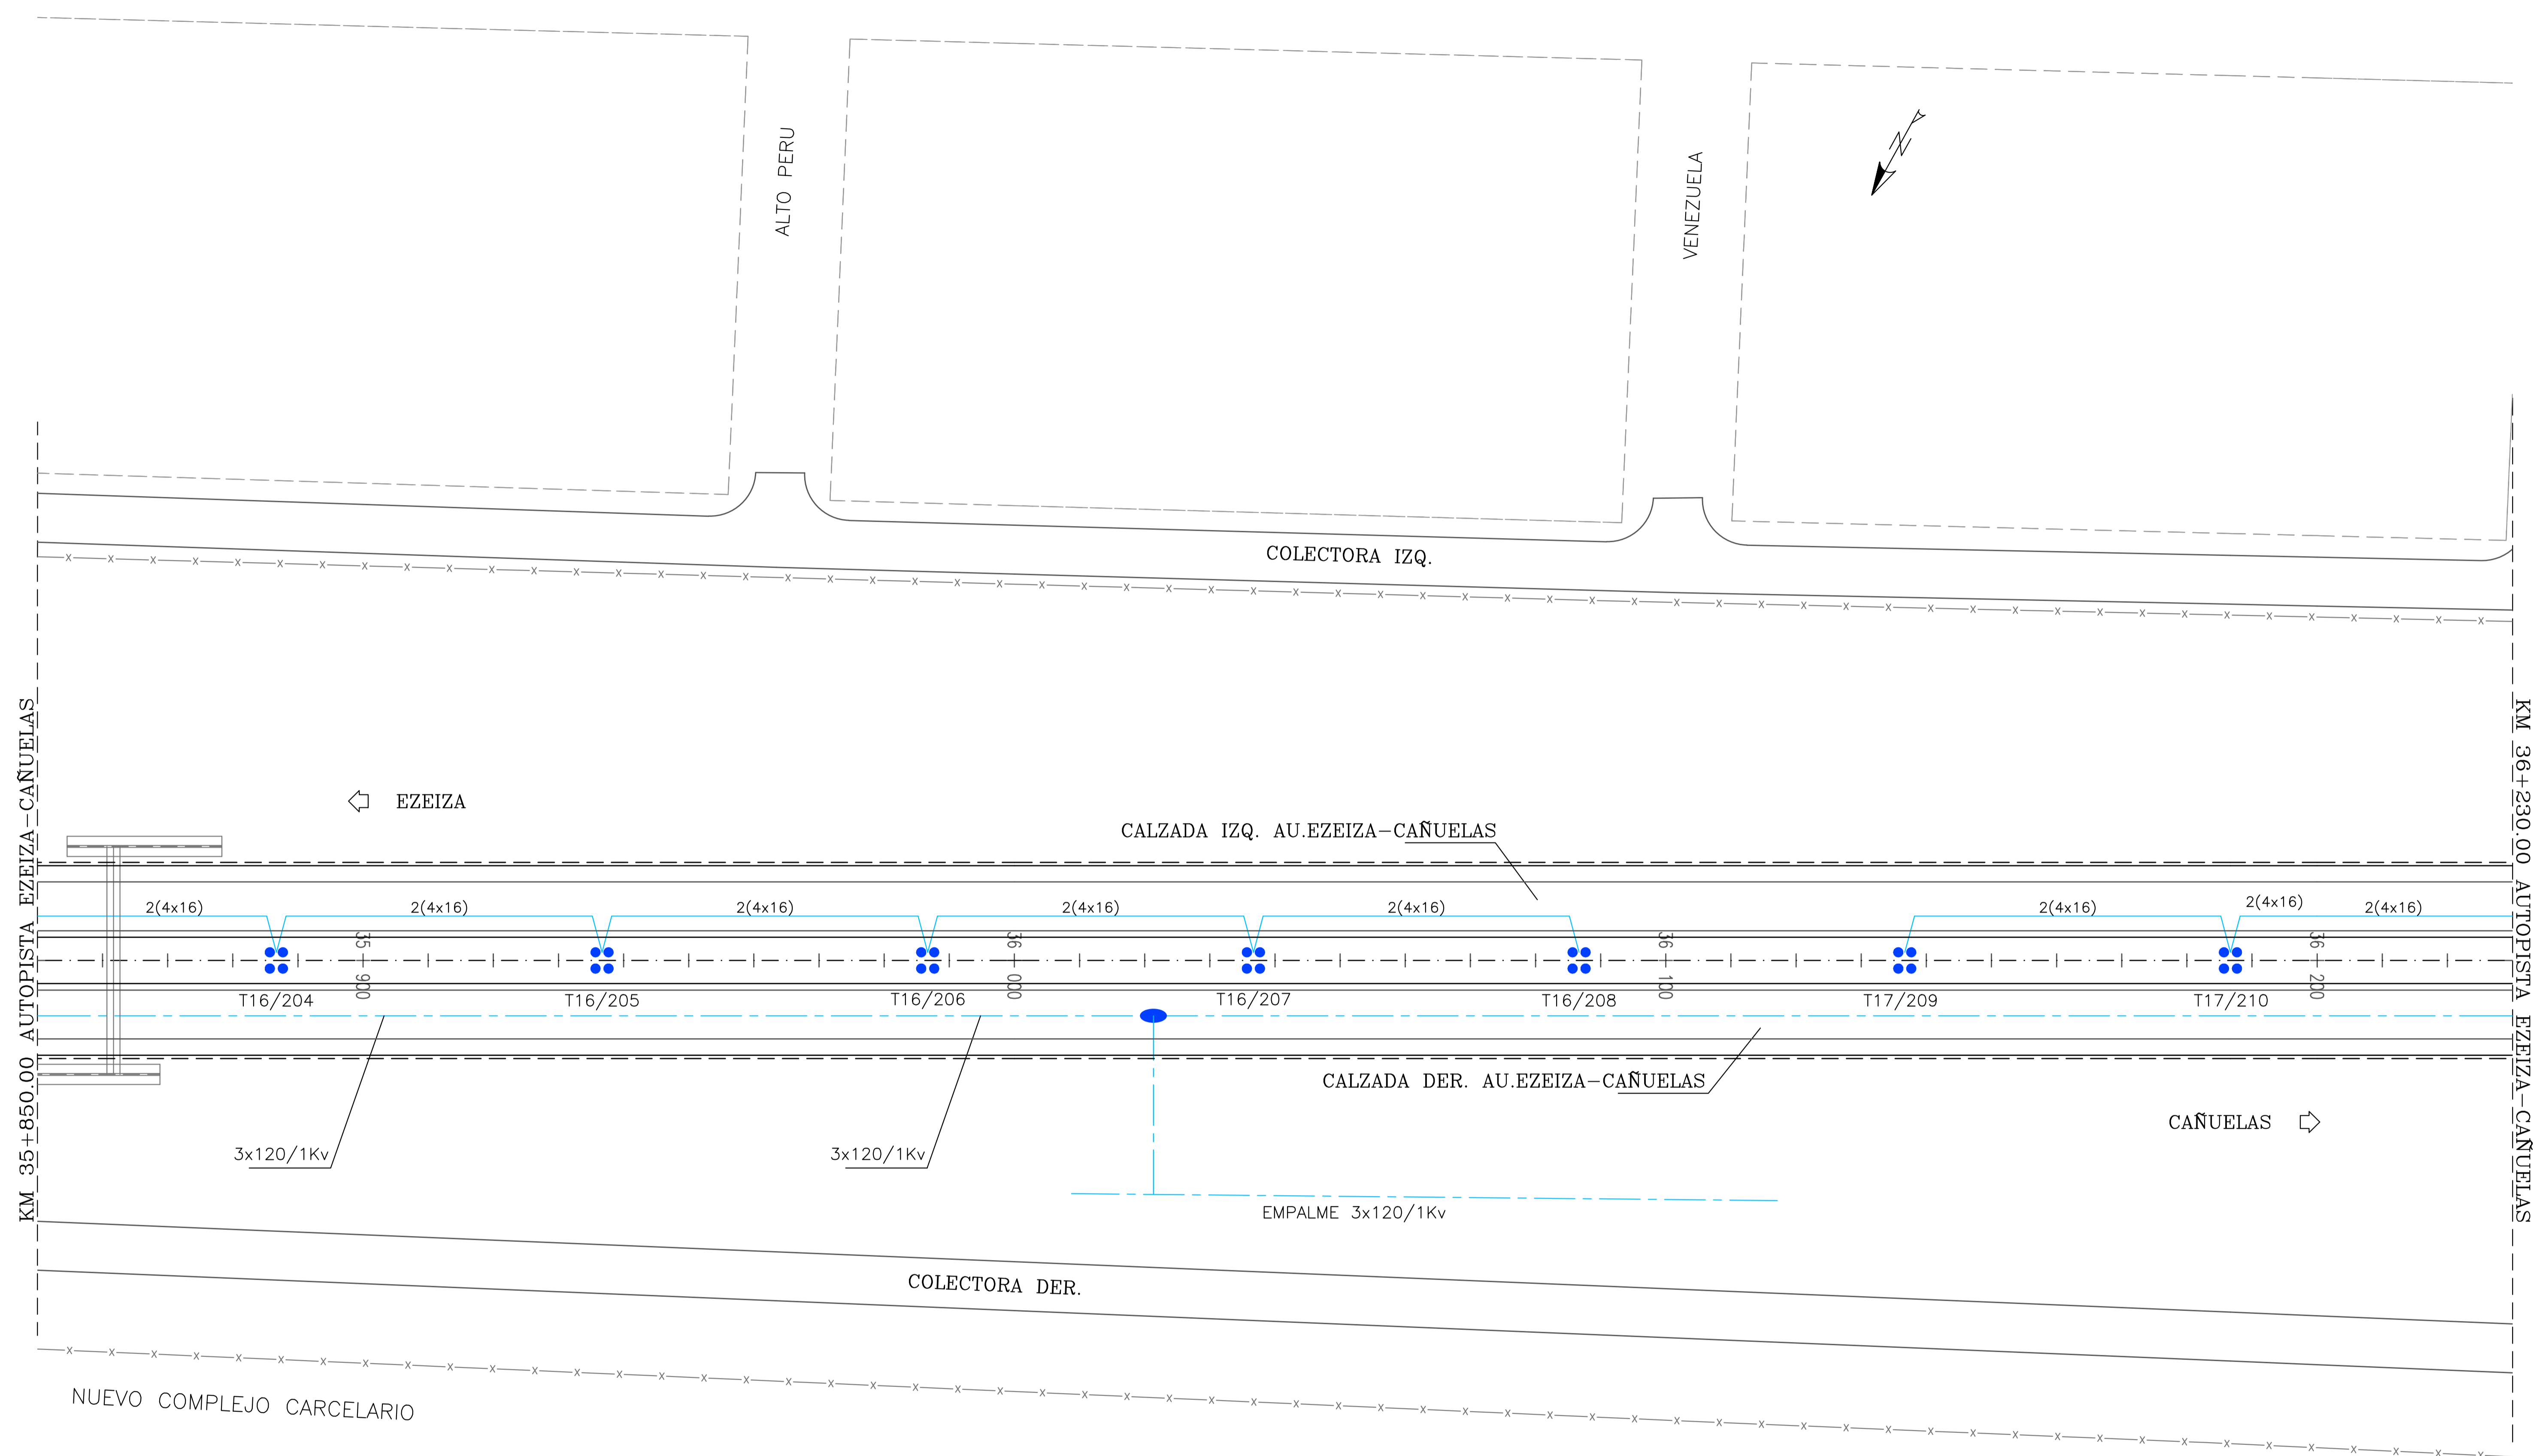 ALTO PERU
VENEZUELA
N
COLECTORA IZQ.
KM 35+850.00 AUTOPISTA EZEIZA-CAÑUELAS
KM 36+230.00 AUTOPISTA EZEIZA-CAÑUELAS
EZEIZA
CALZADA IZQ. AU.EZEIZA-CAÑUELAS
2(4x16)
2(4x16)
2(4x16)
2(4x16)
2(4x16)
2(4x16)
2(4x16)
2(4x16)
35 900
36 000
36 100
36 200
T16/204
T16/205
T16/206
T16/207
T16/208
T17/209
T17/210
CALZADA DER. AU.EZEIZA-CAÑUELAS
CAÑUELAS
3x120/1Kv
3x120/1Kv
EMPALME 3x120/1Kv
COLECTORA DER.
NUEVO COMPLEJO CARCELARIO